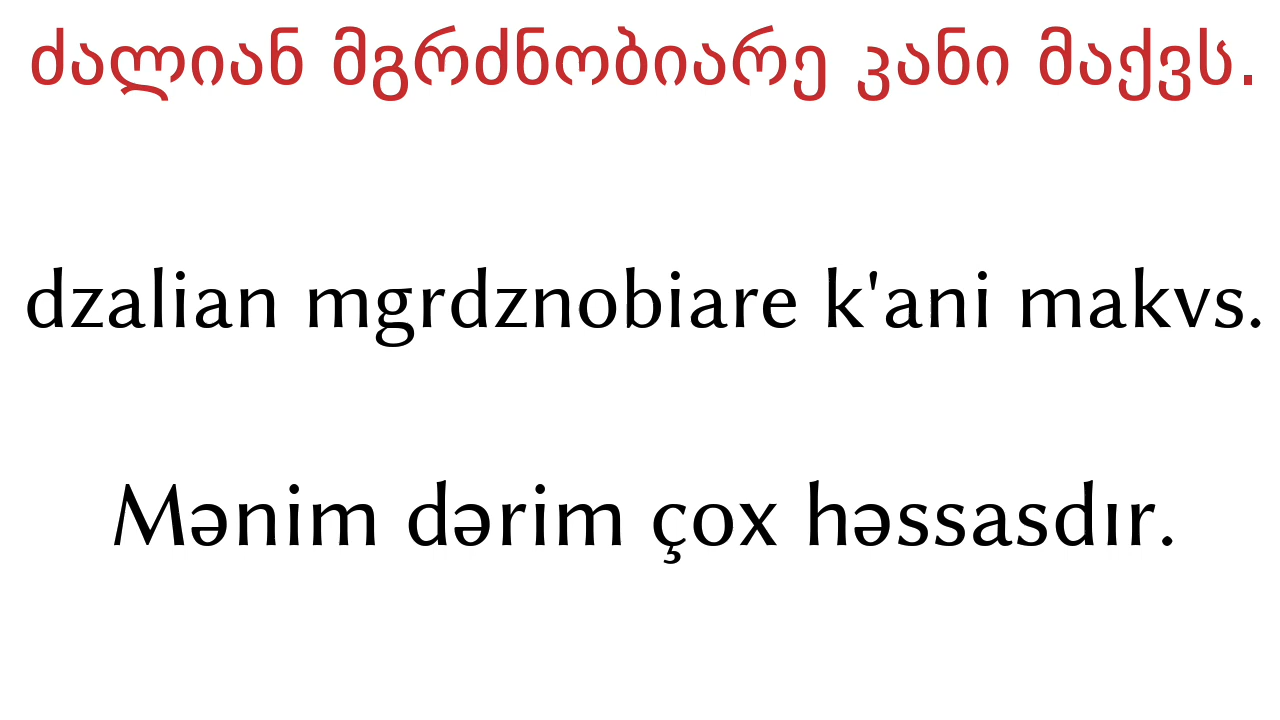 ძალიან მგრძნობიარე კანი მაქვს.
dzalian mgrdznobiare k'ani makvs.
Mənim dərim çox həssasdır.